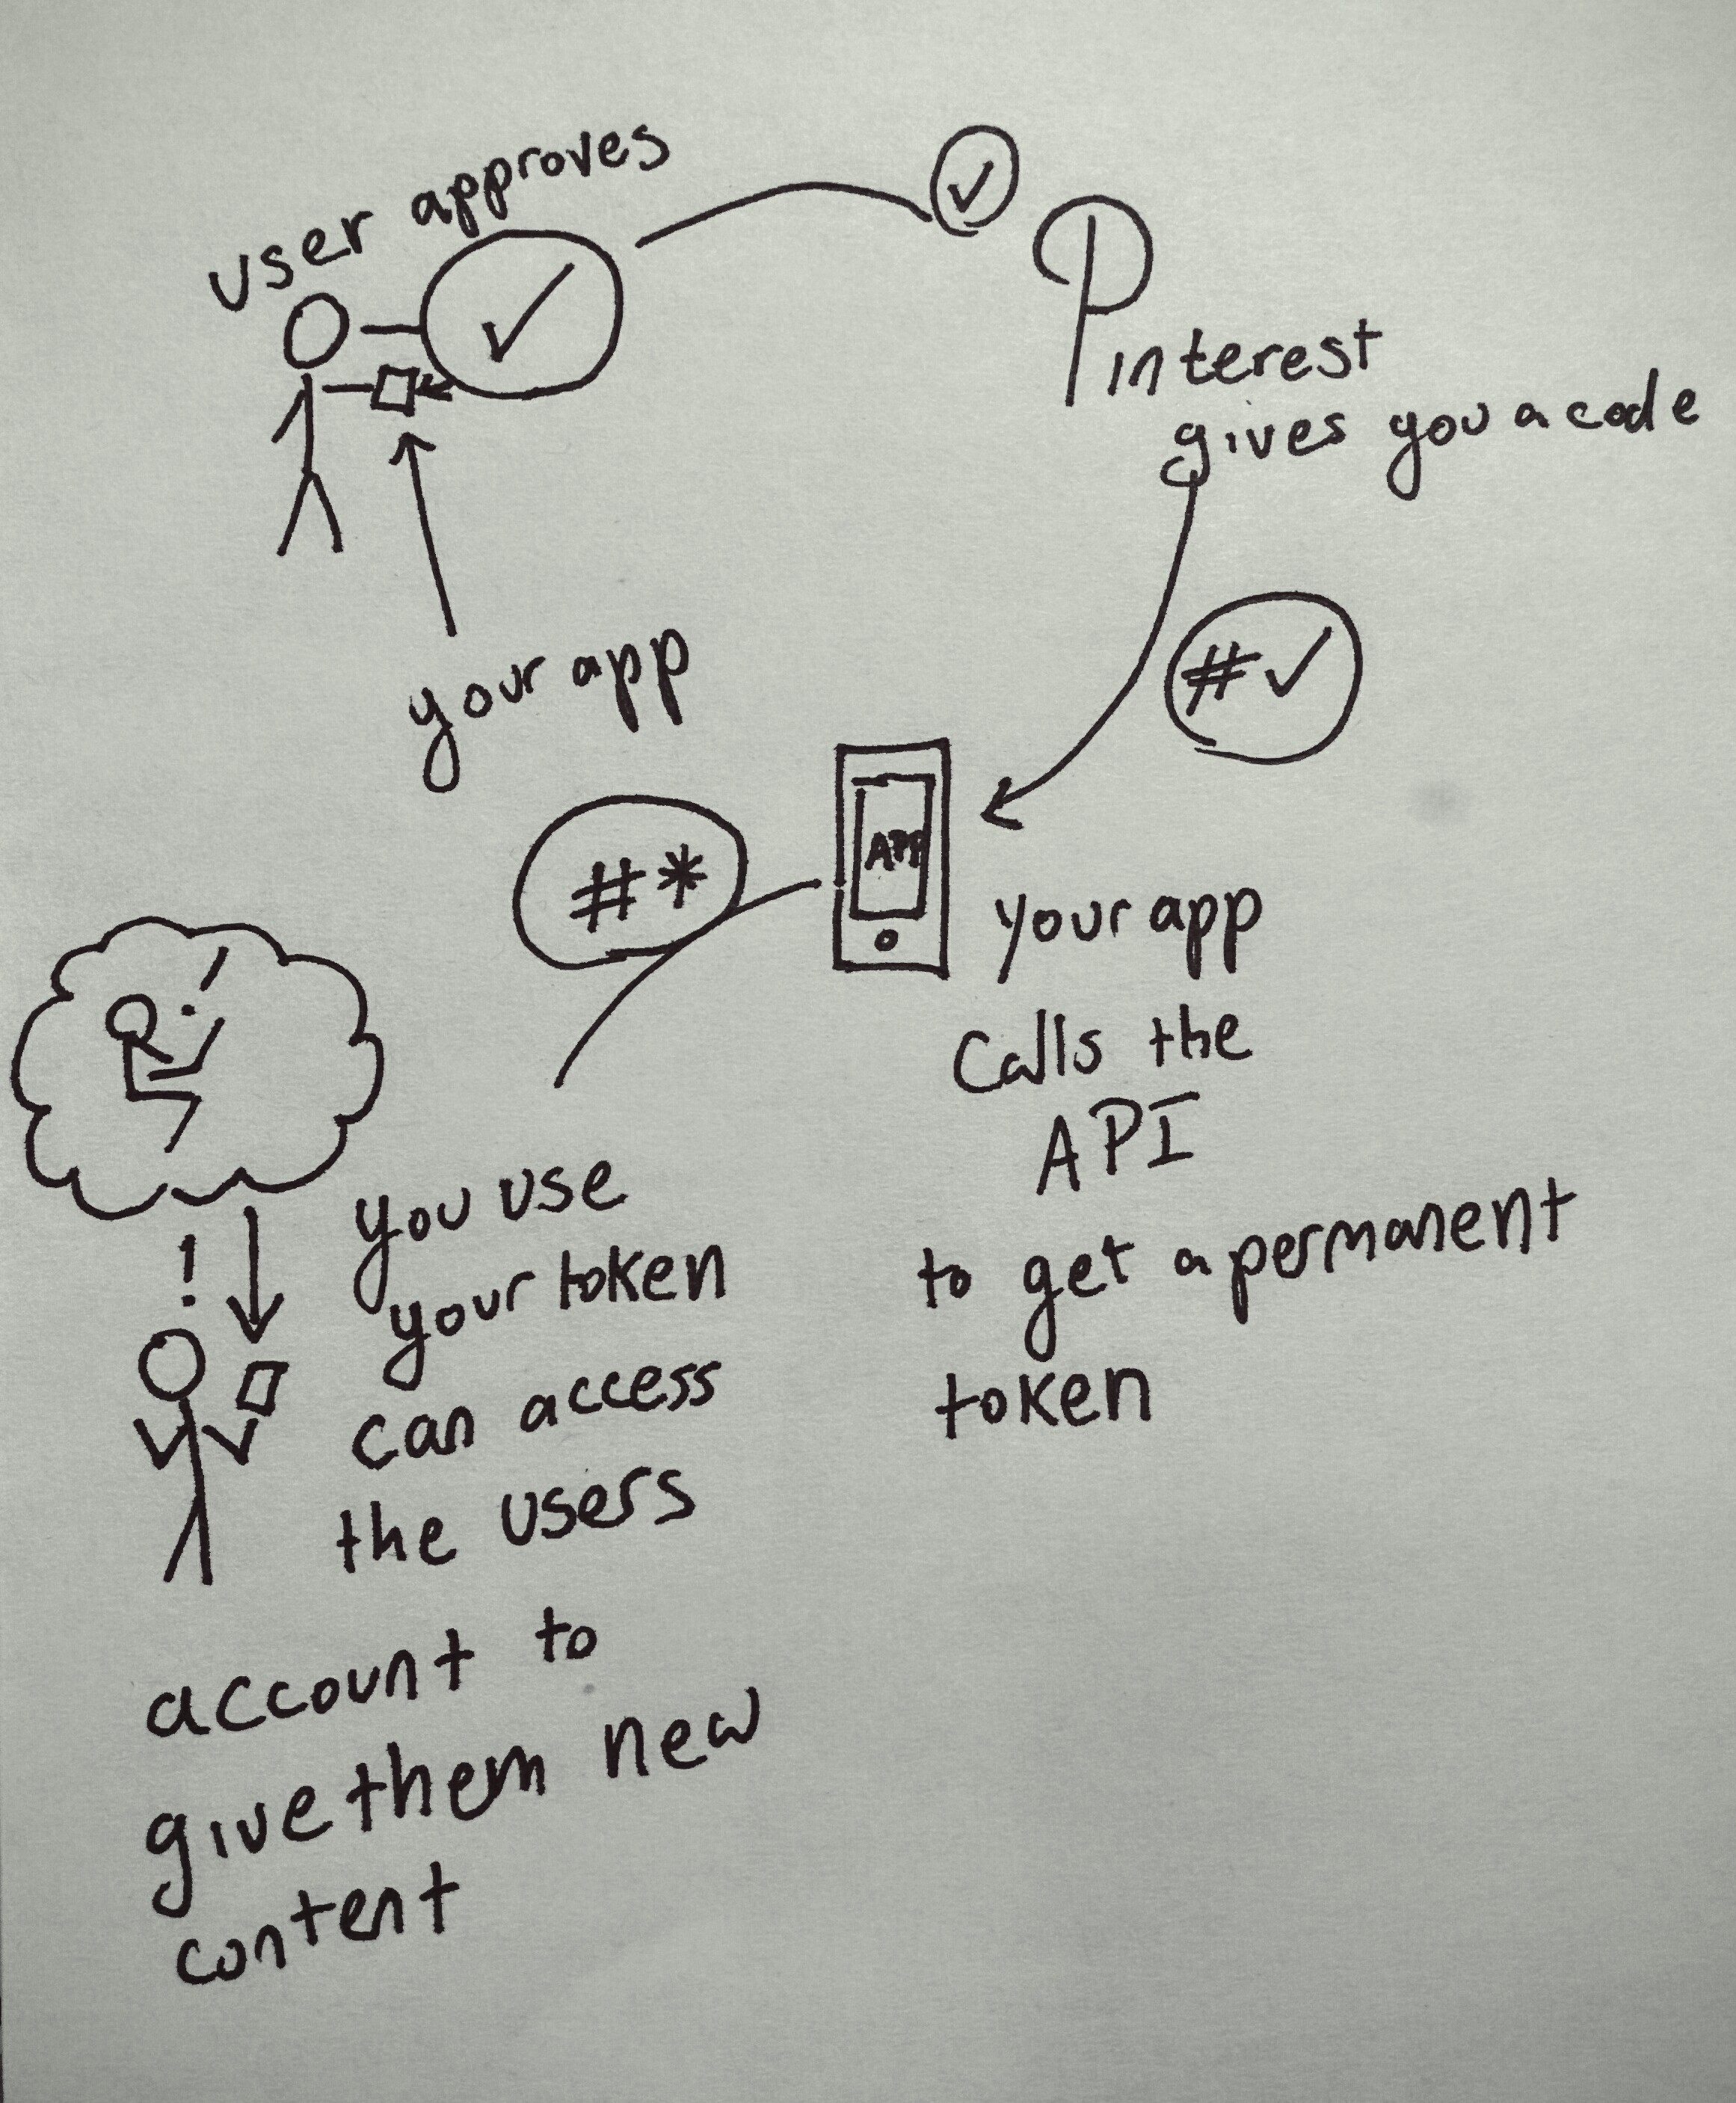 user approves
Pinterest
gives you a code
your app
#✓
APP
#*
your app
calls the
API
to get a permanent
token
!
you use
your token
can access
the users
account to
give them new
content